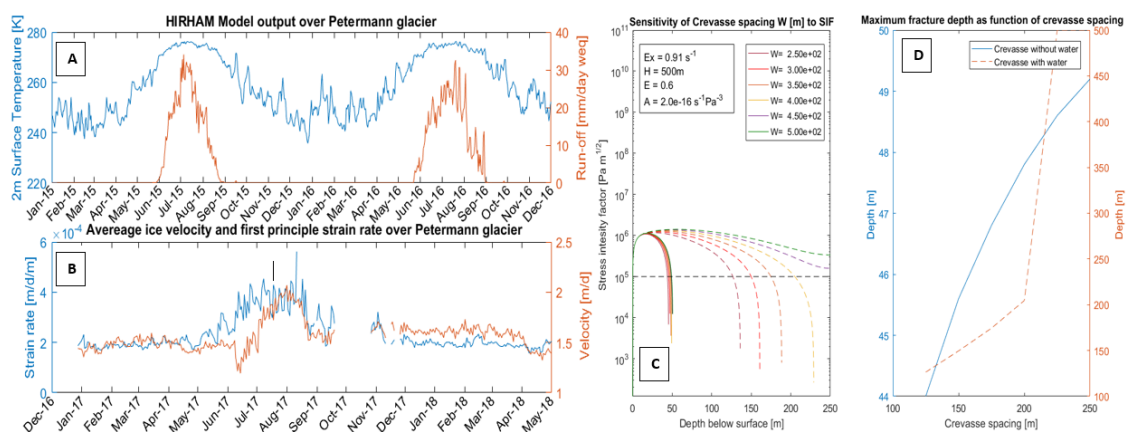 HIRHAM Model output over Petermann glacier
A
2m Surface Temperature [K]
280
260
240
220
Run-off [mm/day weq]
40
30
20
10
0
Jan-15
Feb-15
Mar-15
Apr-15
May-15
Jun-15
Jul-15
Aug-15
Sep-15
Oct-15
Nov-15
Dec-15
Jan-16
Feb-16
Mar-16
Apr-16
May-16
Jun-16
Jul-16
Aug-16
Sep-16
Oct-16
Nov-16
Dec-16
Avereage ice velocity and first principle strain rate over Petermann glacier
B
Strain rate [m/d/m]
6 ×10-4
4
2
0
Velocity [m/d]
2.5
2
1.5
1
Dec-16
Jan-17
Feb-17
Mar-17
Apr-17
May-17
Jun-17
Jul-17
Aug-17
Sep-17
Oct-17
Nov-17
Dec-17
Jan-18
Feb-18
Mar-18
Apr-18
May-18
Sensitivity of Crevasse spacing W [m] to SIF
Ex = 0.91 s-1
H = 500m
E = 0.6
A = 2.0e-16 s-1Pa-3
W= 2.50e+02
W= 3.00e+02
W= 3.50e+02
W= 4.00e+02
W= 4.50e+02
W= 5.00e+02
Stress intesity factor [Pa m1/2]
10^11
10^10
10^9
10^8
10^7
10^6
10^5
10^4
10^3
C
0
50
100
150
200
250
Depth below surface [m]
Maximum fracture depth as function of crevasse spacing
Crevasse without water
Crevasse with water
D
Depth [m]
50
49
48
47
46
45
44
Depth [m]
500
450
400
350
300
250
200
150
100
100
150
200
250
Crevasse spacing [m]